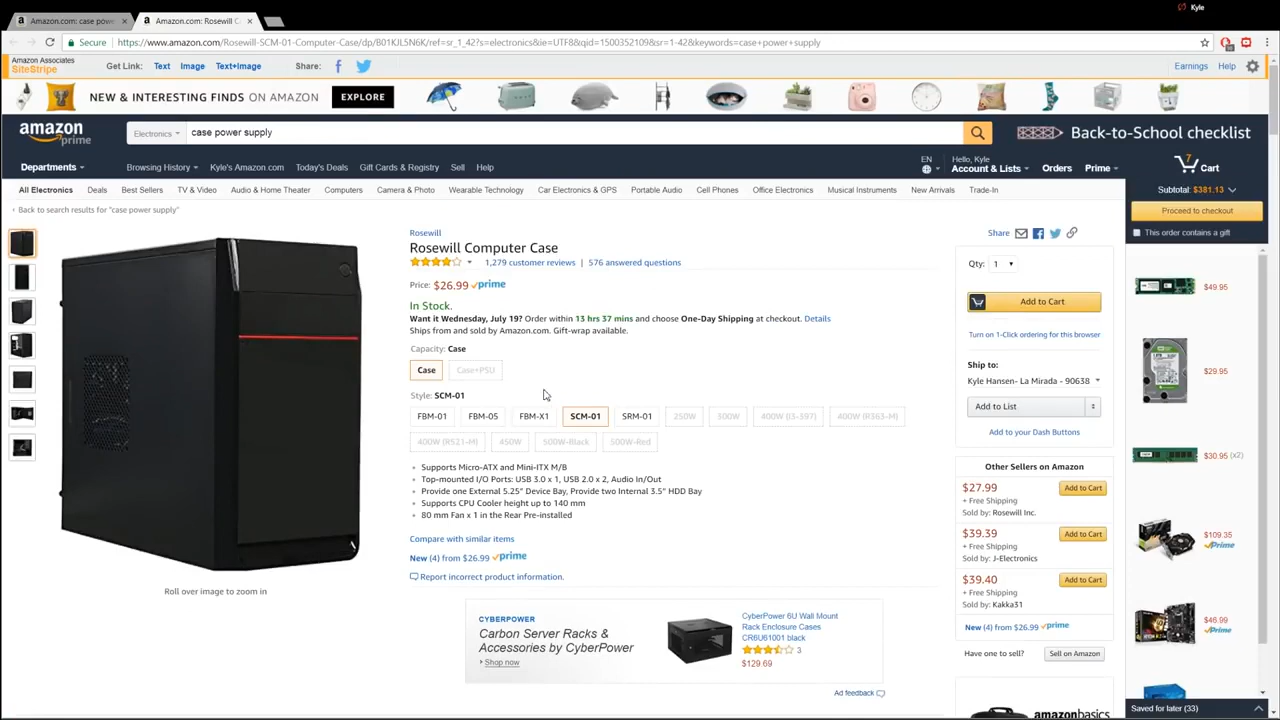 Kyle
Amazon.com: case powe
Amazon.com: Rosewill C
Secure
https://www.amazon.com/Rosewill-SCM-01-Computer-Case/dp/B01KJL5N6K/ref=sr_1_42?s=electronics&ie=UTF8&qid=1500352109&sr=1-42&keywords=case+power+supply
Amazon Associates
SiteStripe
Get Link: Text Image Text+Image Share:
Earnings Help
NEW & INTERESTING FINDS ON AMAZON EXPLORE
amazon
prime
Electronics
case power supply
Back-to-School checklist
Departments
Browsing History Kyle's Amazon.com Today's Deals Gift Cards & Registry Sell Help
EN
Hello, Kyle
Account & Lists Orders Prime
7
Cart
All Electronics Deals Best Sellers TV & Video Audio & Home Theater Computers Camera & Photo Wearable Technology Car Electronics & GPS Portable Audio Cell Phones Office Electronics Musical Instruments New Arrivals Trade-In
Subtotal: $381.13
Proceed to checkout
This order contains a gift
‹ Back to search results for "case power supply"
Rosewill
Rosewill Computer Case
1,279 customer reviews | 576 answered questions
Price: $26.99 prime
In Stock.
Want it Wednesday, July 19? Order within 13 hrs 37 mins and choose One-Day Shipping at checkout. Details
Ships from and sold by Amazon.com. Gift-wrap available.
Capacity: Case
Case Case+PSU
Style: SCM-01
FBM-01 FBM-05 FBM-X1 SCM-01 SRM-01 250W 300W 400W (I3-397) 400W (R363-M)
400W (R521-M) 450W 500W-Black 500W-Red
• Supports Micro-ATX and Mini-ITX M/B
• Top-mounted I/O Ports: USB 3.0 x 1, USB 2.0 x 2, Audio In/Out
• Provide one External 5.25" Device Bay, Provide two Internal 3.5" HDD Bay
• Supports CPU Cooler height up to 140 mm
• 80 mm Fan x 1 in the Rear Pre-installed
Compare with similar items
New (4) from $26.99 prime
Report incorrect product information.
Roll over image to zoom in
CYBERPOWER
Carbon Server Racks &
Accessories by CyberPower
› Shop now
CyberPower 6U Wall Mount
Rack Enclosure Cases
CR6U61001 black
3
$129.69
Ad feedback
Share
Qty: 1
Add to Cart
Turn on 1-Click ordering for this browser
Ship to:
Kyle Hansen- La Mirada - 90638
Add to List
Add to your Dash Buttons
Other Sellers on Amazon
$27.99 Add to Cart
+ Free Shipping
Sold by: Rosewill Inc.
$39.39 Add to Cart
+ Free Shipping
Sold by: J-Electronics
$39.40 Add to Cart
+ Free Shipping
Sold by: Kakka31
New (4) from $26.99 prime
Have one to sell? Sell on Amazon
amazonbasics
$49.95
$29.95
$30.95 (x2)
$109.35
Prime
$46.99
Prime
Saved for later (33)